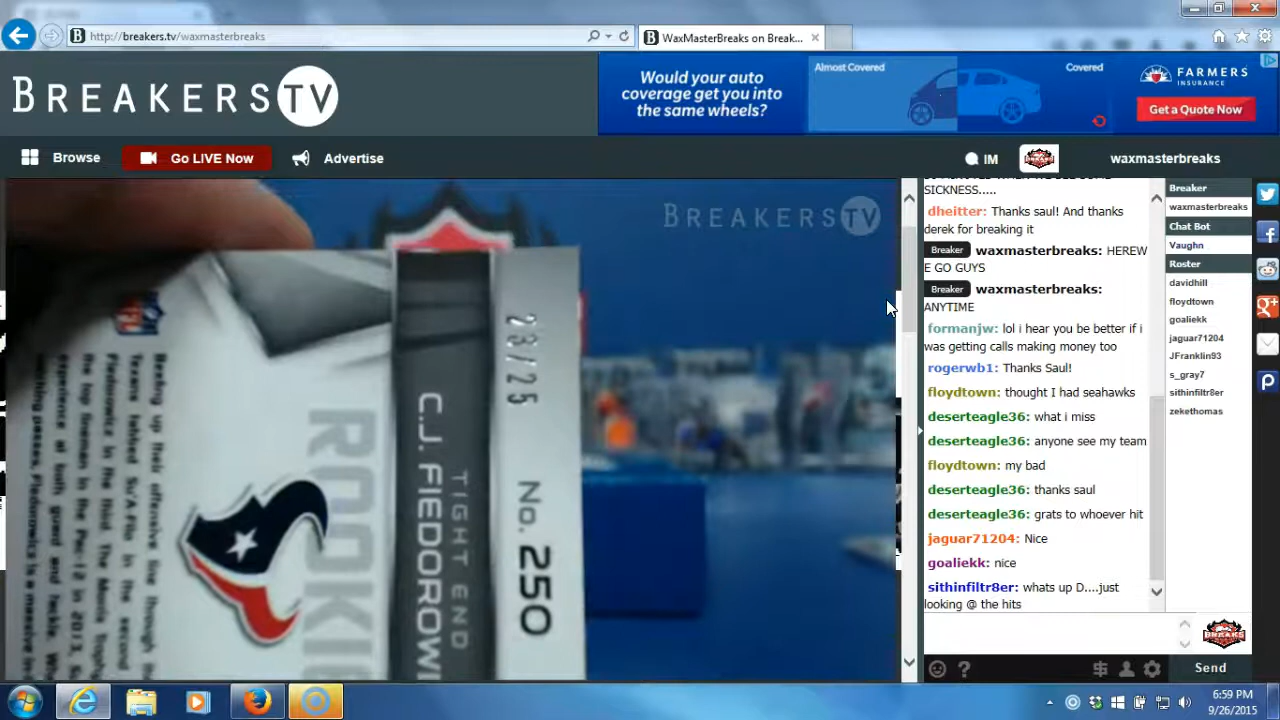 http://breakers.tv/waxmasterbreaks
WaxMasterBreaks on Break...
BREAKERS TV
Would your auto
coverage get you into
the same wheels?
Almost Covered
Covered
FARMERS
INSURANCE
Get a Quote Now
Browse
Go LIVE Now
Advertise
IM
waxmasterbreaks
BREAKERS TV
C.J. FIEDOROWI
TIGHT END
No. 250
ROOKIE
NFL
SICKNESS.....
dheitter: Thanks saul! And thanks
derek for breaking it
Breaker waxmasterbreaks: HEREW
E GO GUYS
Breaker waxmasterbreaks:
ANYTIME
formanjw: lol i hear you be better if i
was getting calls making money too
rogerwb1: Thanks Saul!
floydtown: thought I had seahawks
deserteagle36: what i miss
deserteagle36: anyone see my team
floydtown: my bad
deserteagle36: thanks saul
deserteagle36: grats to whoever hit
jaguar71204: Nice
goaliekk: nice
sithinfiltr8er: whats up D....just
looking @ the hits
BREAKS
Send
Breaker
waxmasterbreaks
Chat Bot
Vaughn
Roster
davidhill
floydtown
goaliekk
jaguar71204
JFranklin93
s_gray7
sithinfiltr8er
zekethomas
6:59 PM
9/26/2015